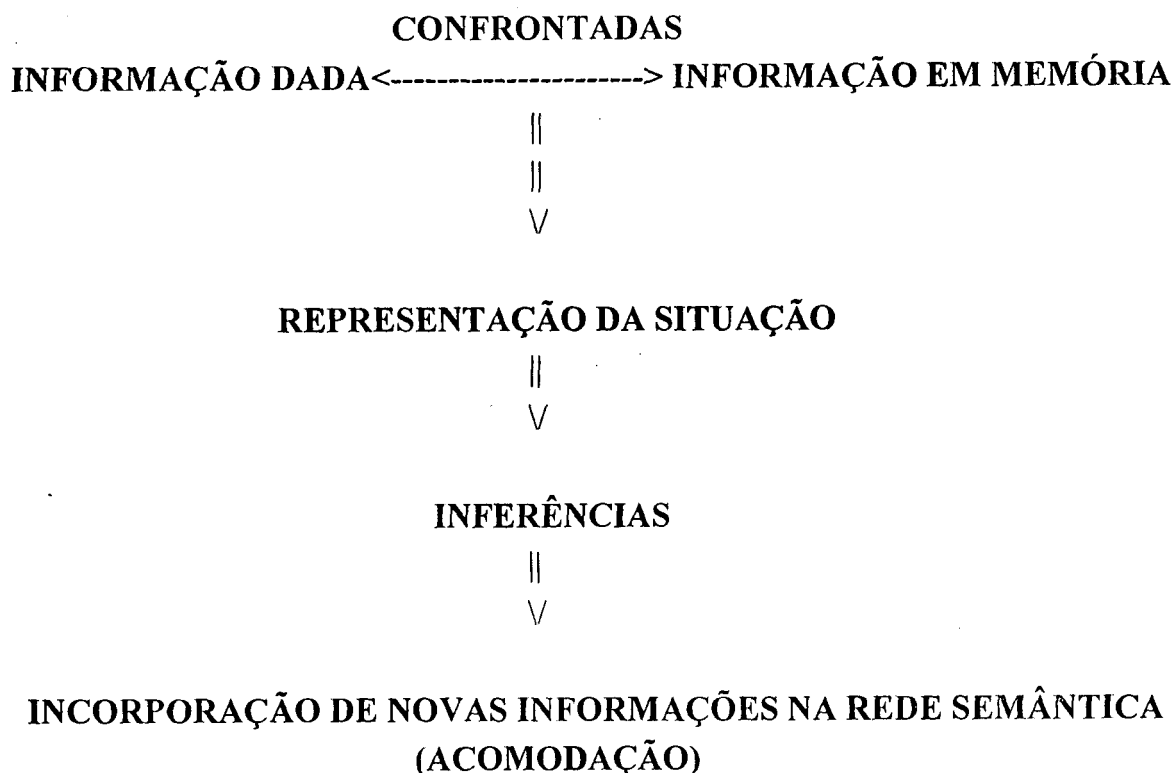 CONFRONTADAS
INFORMAÇÃO DADA<----------------------> INFORMAÇÃO EM MEMÓRIA
||
||
\/
REPRESENTAÇÃO DA SITUAÇÃO
||
\/
INFERÊNCIAS
||
\/
INCORPORAÇÃO DE NOVAS INFORMAÇÕES NA REDE SEMÂNTICA
(ACOMODAÇÃO)